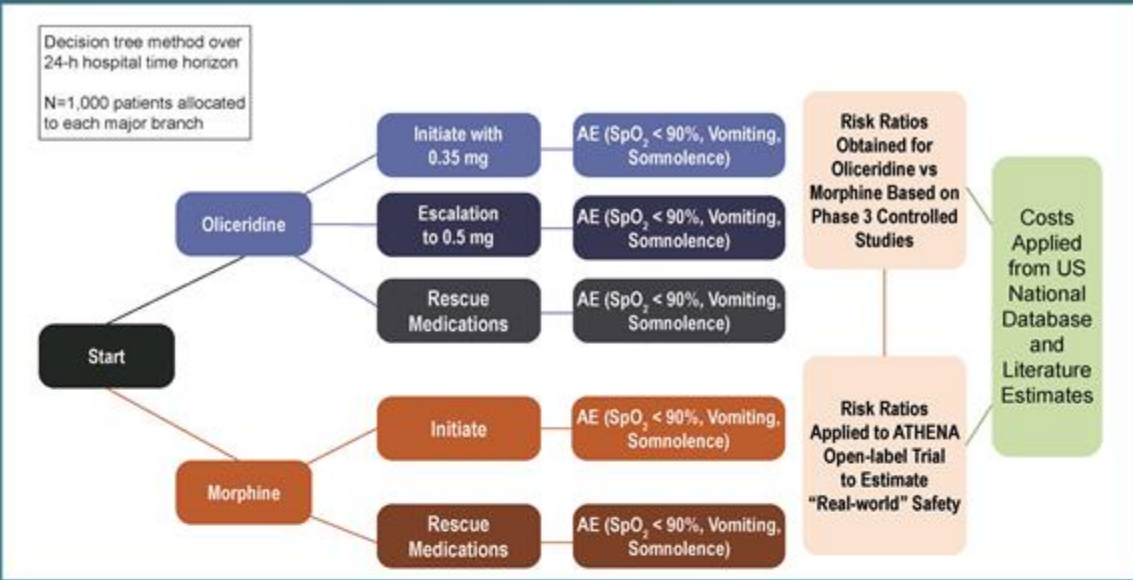 Decision tree method over
24-h hospital time horizon
N=1,000 patients allocated
to each major branch
Start
Oliceridine
Initiate with
0.35 mg
AE (SpO₂ < 90%, Vomiting,
Somnolence)
Escalation
to 0.5 mg
AE (SpO₂ < 90%, Vomiting,
Somnolence)
Rescue
Medications
AE (SpO₂ < 90%, Vomiting,
Somnolence)
Morphine
Initiate
AE (SpO₂ < 90%, Vomiting,
Somnolence)
Rescue
Medications
AE (SpO₂ < 90%, Vomiting,
Somnolence)
Risk Ratios
Obtained for
Oliceridine vs
Morphine Based on
Phase 3 Controlled
Studies
Risk Ratios
Applied to ATHENA
Open-label Trial
to Estimate
“Real-world” Safety
Costs
Applied
from US
National
Database
and
Literature
Estimates